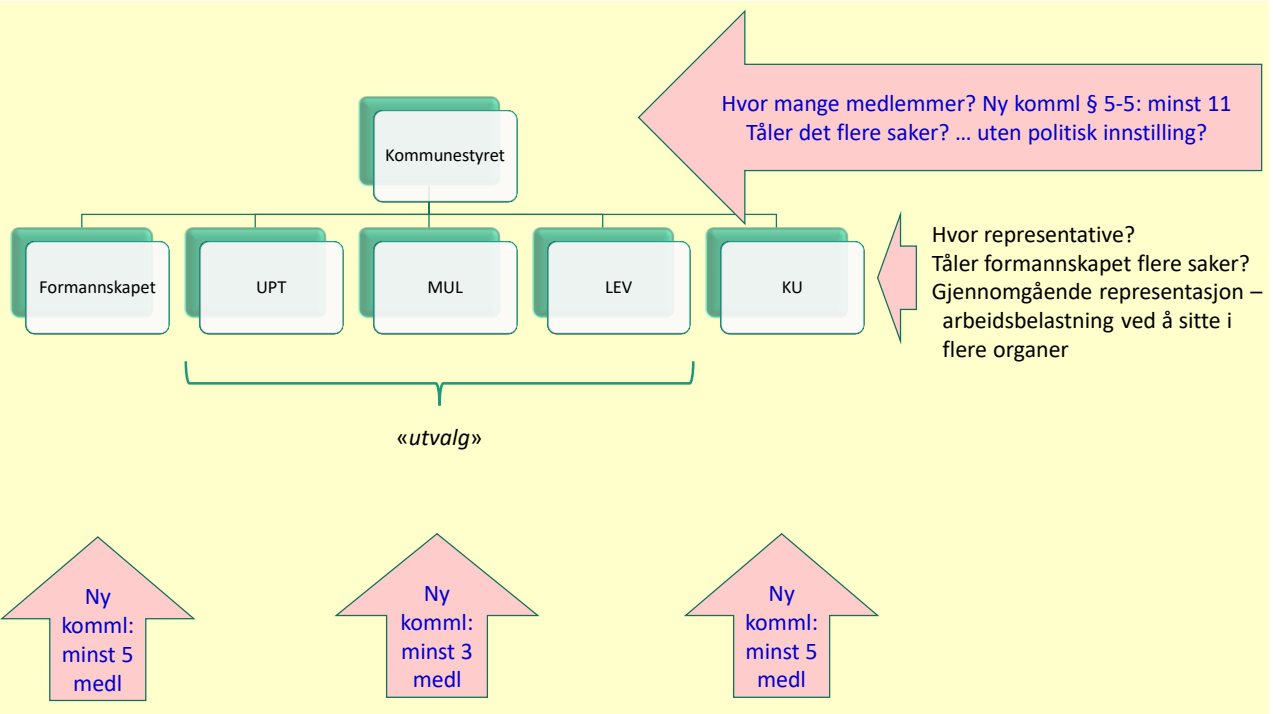 Hvor mange medlemmer? Ny komml § 5-5: minst 11
Tåler det flere saker? … uten politisk innstilling?
Kommunestyret
Formannskapet
UPT
MUL
LEV
KU
Hvor representative?
Tåler formannskapet flere saker?
Gjennomgående representasjon –
arbeidsbelastning ved å sitte i
flere organer
«utvalg»
Ny
komml:
minst 5
medl
Ny
komml:
minst 3
medl
Ny
komml:
minst 5
medl